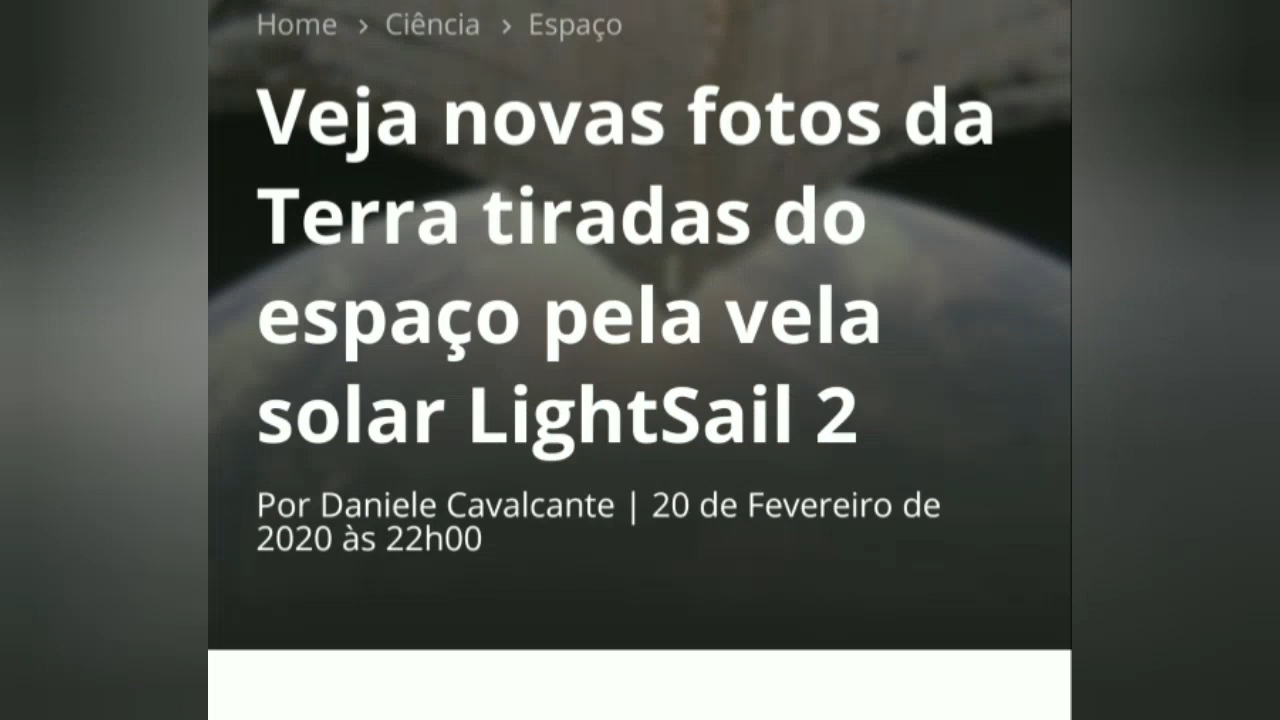 Home > Ciência > Espaço
Veja novas fotos da
Terra tiradas do
espaço pela vela
solar LightSail 2
Por Daniele Cavalcante | 20 de Fevereiro de
2020 às 22h00